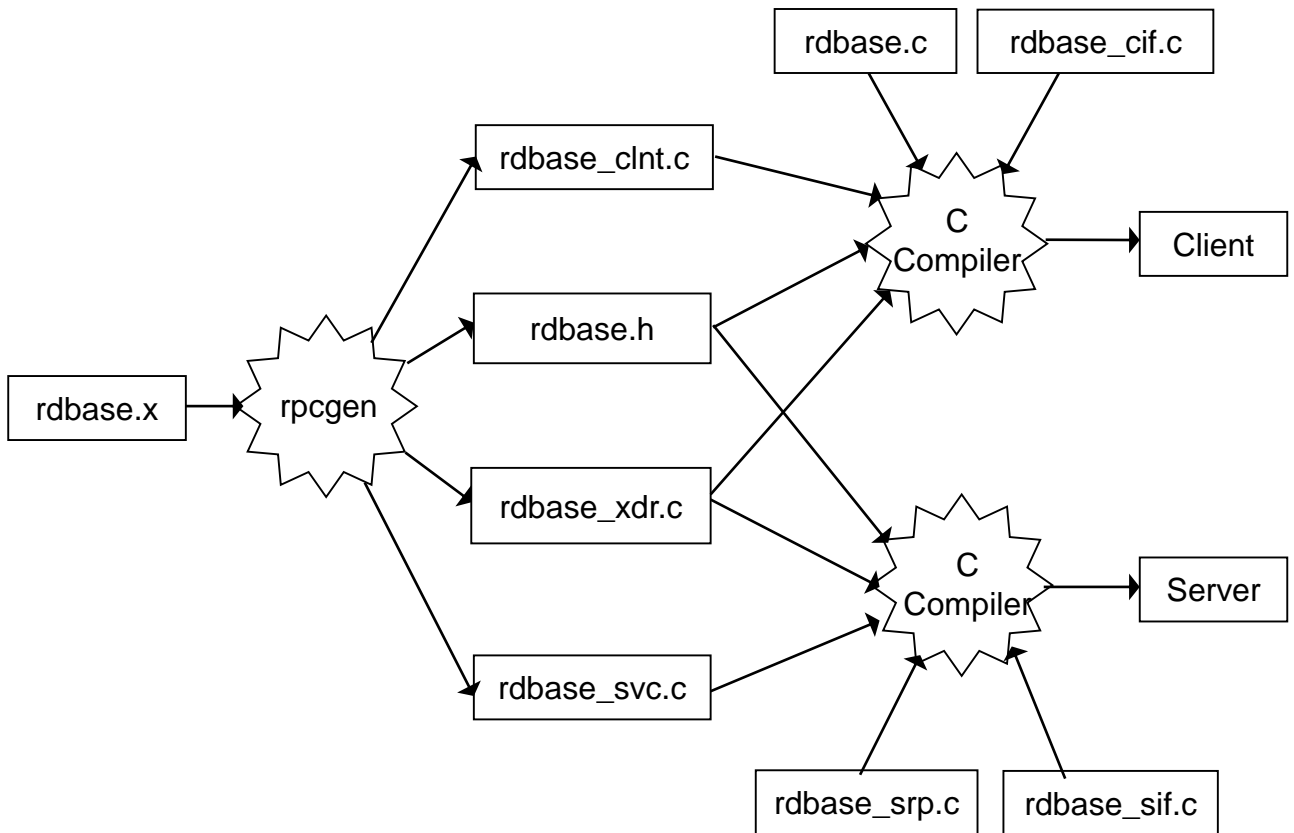 rdbase.c
rdbase_cif.c
rdbase_clnt.c
C
Compiler
Client
rdbase.h
rdbase.x
rpcgen
rdbase_xdr.c
C
Compiler
Server
rdbase_svc.c
rdbase_srp.c
rdbase_sif.c